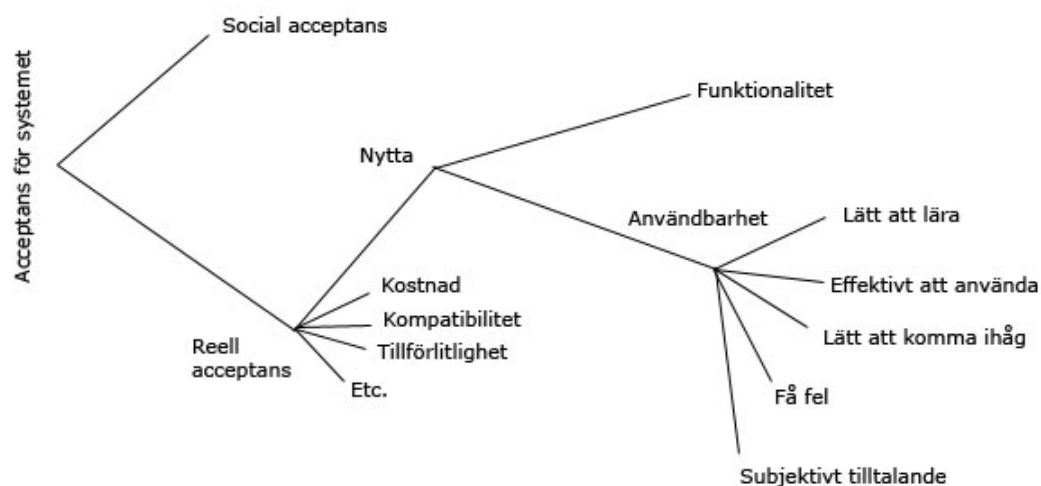 Acceptans för systemet
Social acceptans
Reell
acceptans
Nytta
Kostnad
Kompatibilitet
Tillförlitlighet
Etc.
Funktionalitet
Användbarhet
Lätt att lära
Effektivt att använda
Lätt att komma ihåg
Få fel
Subjektivt tilltalande